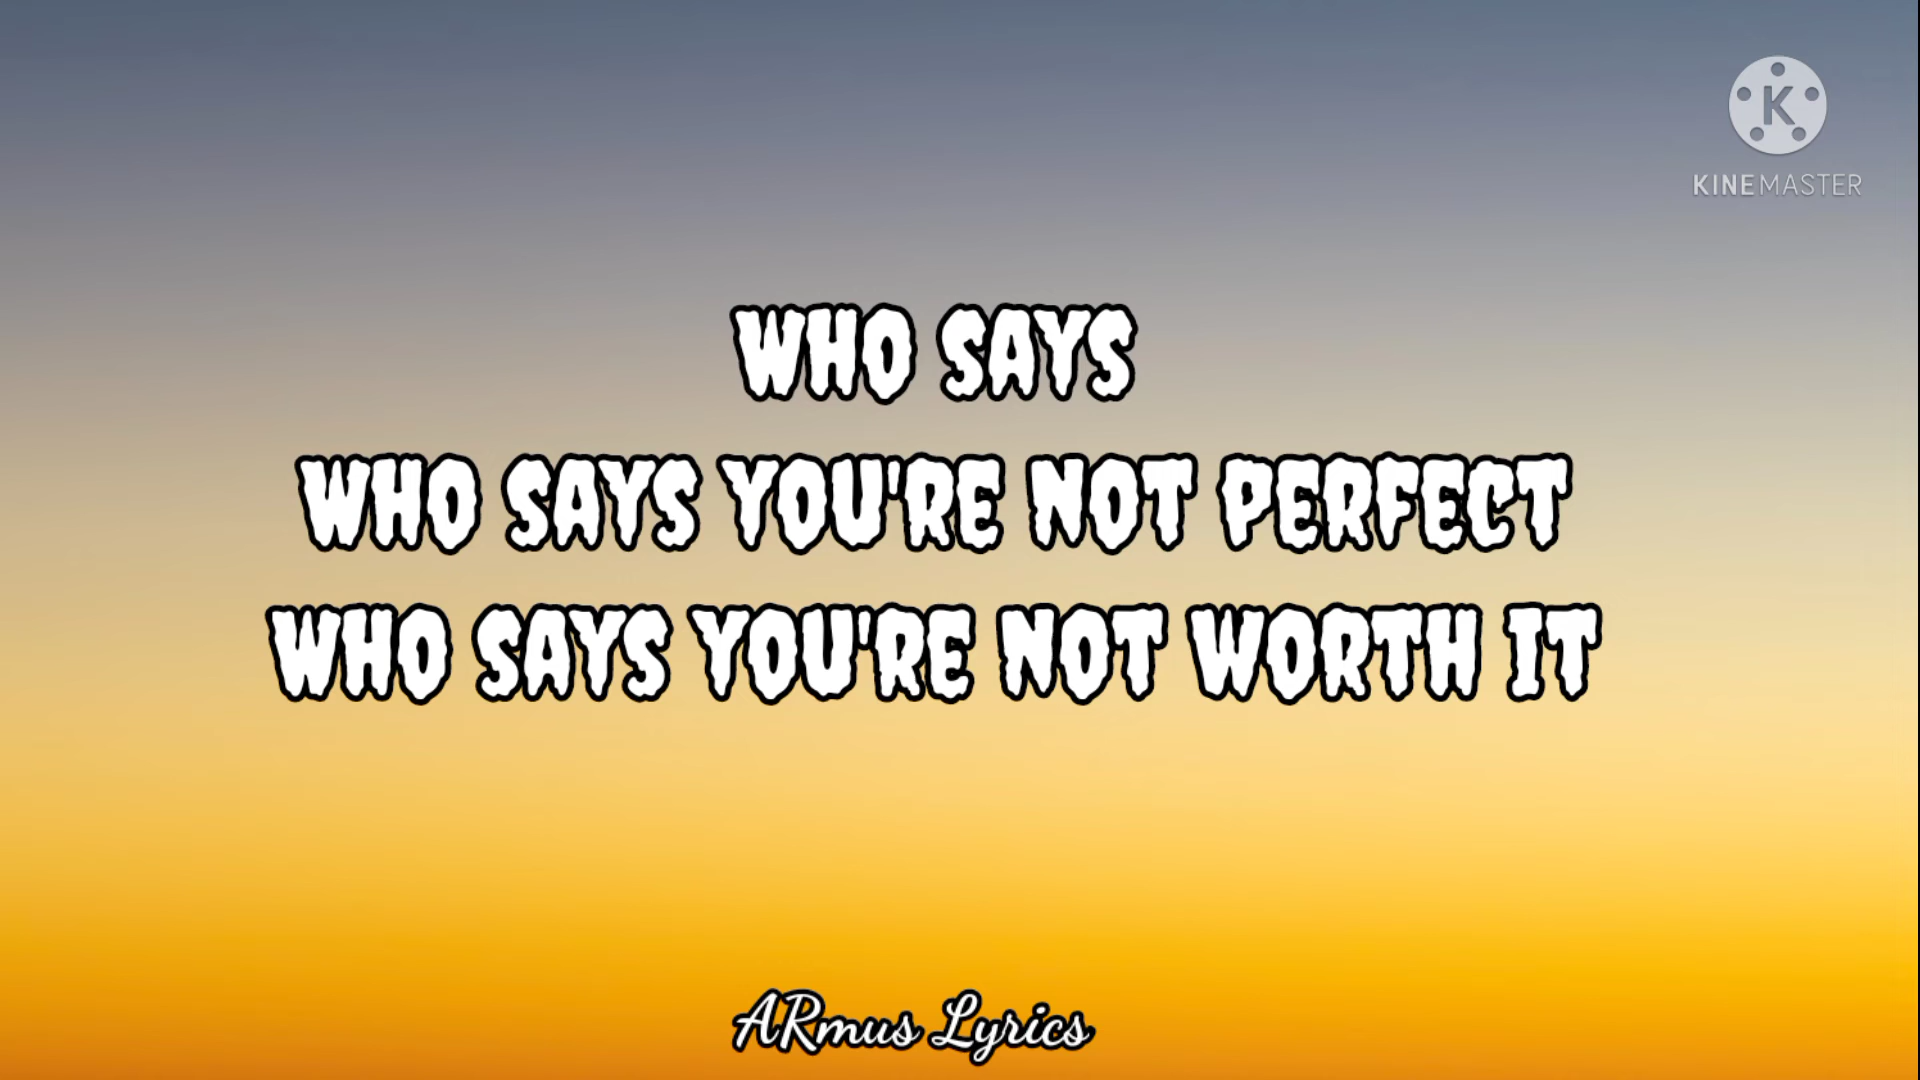 K
KINEMASTER
WHO SAYS
WHO SAYS YOU'RE NOT PERFECT
WHO SAYS YOU'RE NOT WORTH IT
ARmus Lyrics